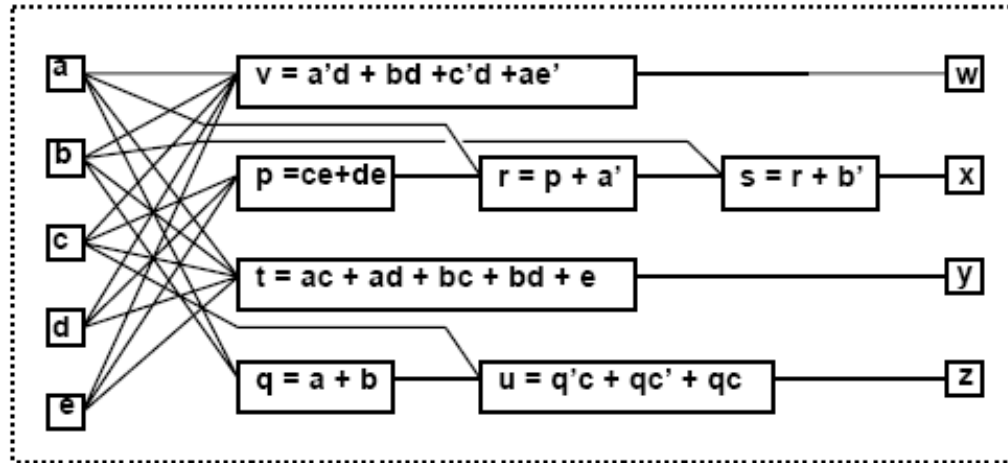 a
v = a'd + bd +c'd +ae'
w
b
p =ce+de
r = p + a'
s = r + b'
x
c
t = ac + ad + bc + bd + e
y
d
e
q = a + b
u = q'c + qc' + qc
z